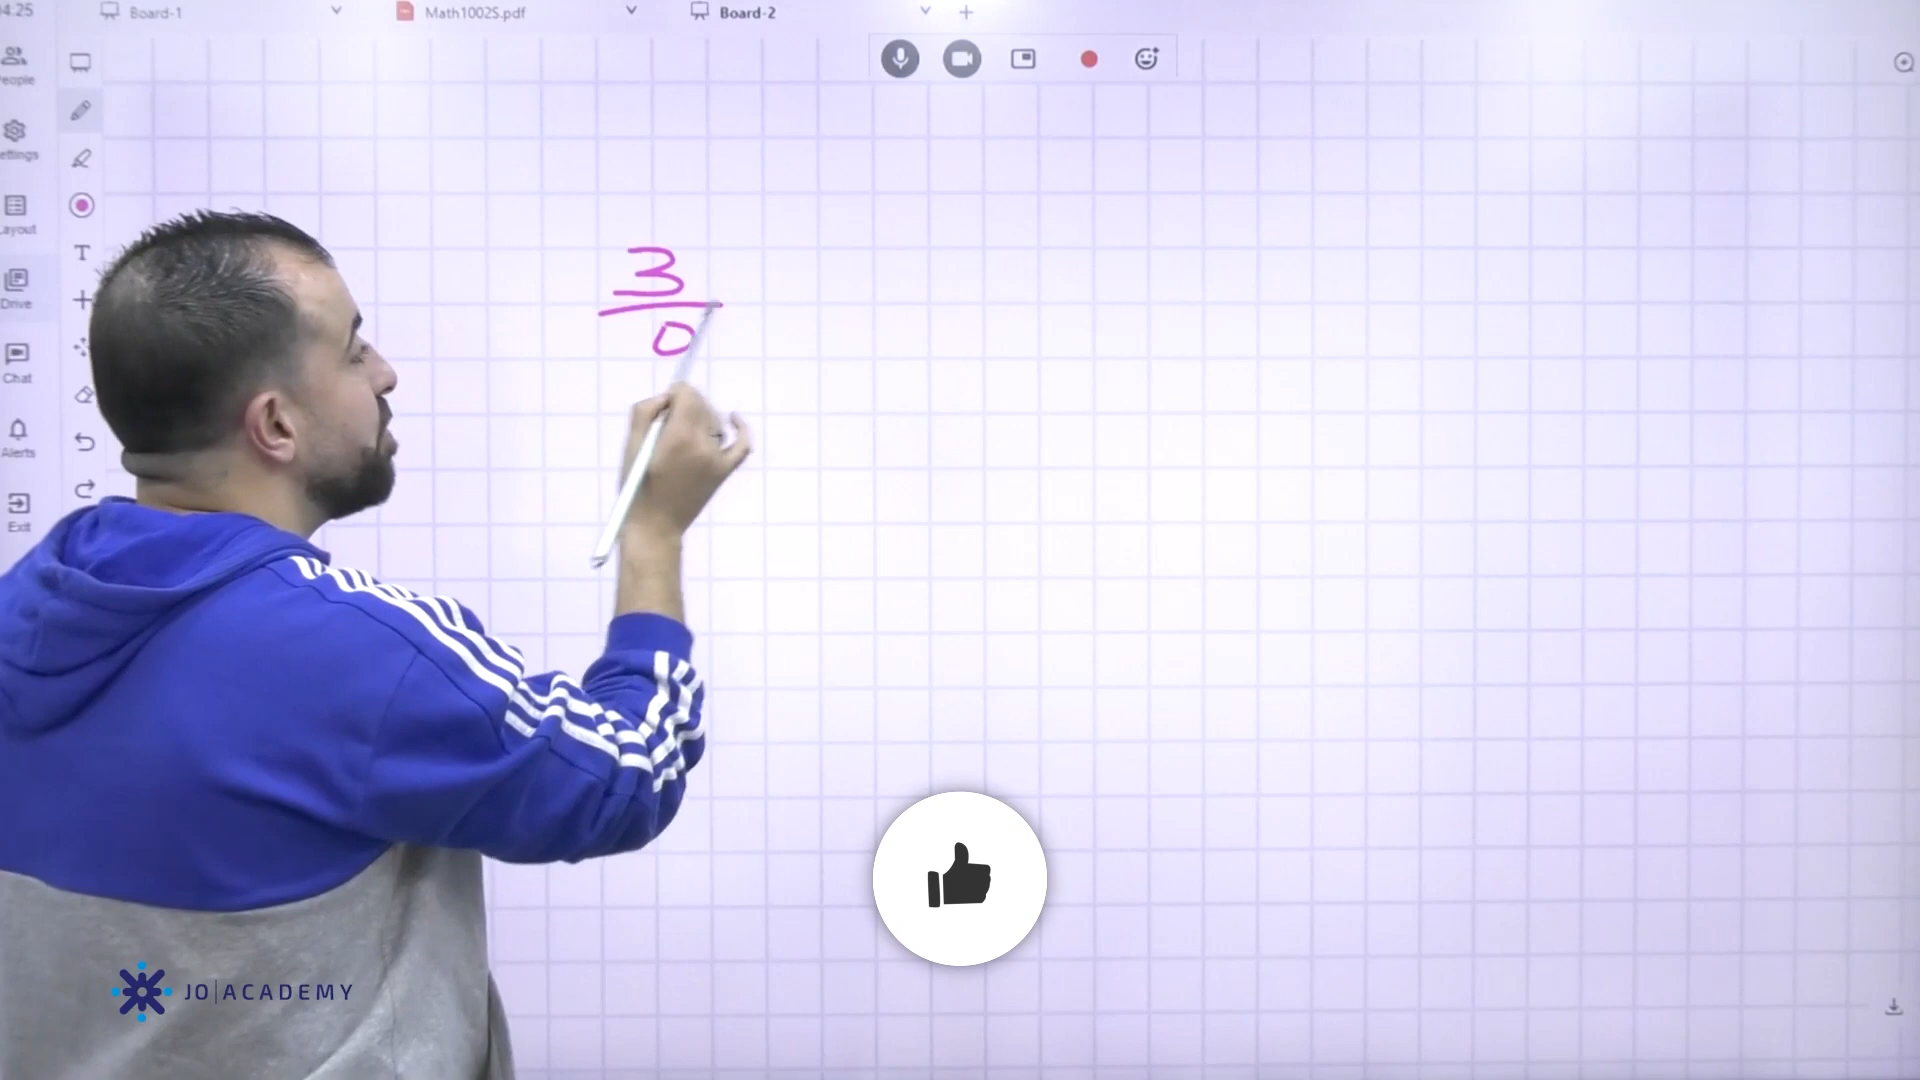 4:25
Board-1
Math1002S.pdf
Board-2
People
Settings
Layout
Drive
Chat
Alerts
Exit
T
3
0
JO|ACADEMY